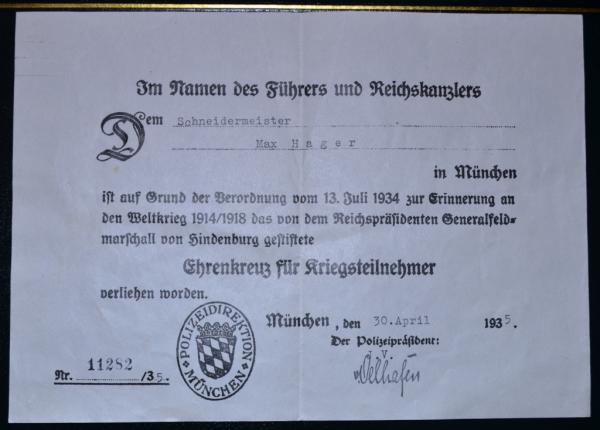 Im Namen des Führers und Reichskanzlers
Dem Schneidermeister
Max Hager
in München
ist auf Grund der Verordnung vom 13. Juli 1934 zur Erinnerung an
den Weltkrieg 1914/1918 das von dem Reichspräsidenten Generalfeld-
marschall von Hindenburg gestiftete
Ehrenkreuz für Kriegsteilnehmer
verliehen worden.
München, den 30. April 1935.
Der Polizeipräsident:
Nr. 11282 /35.
POLIZEIDIREKTION
MÜNCHEN